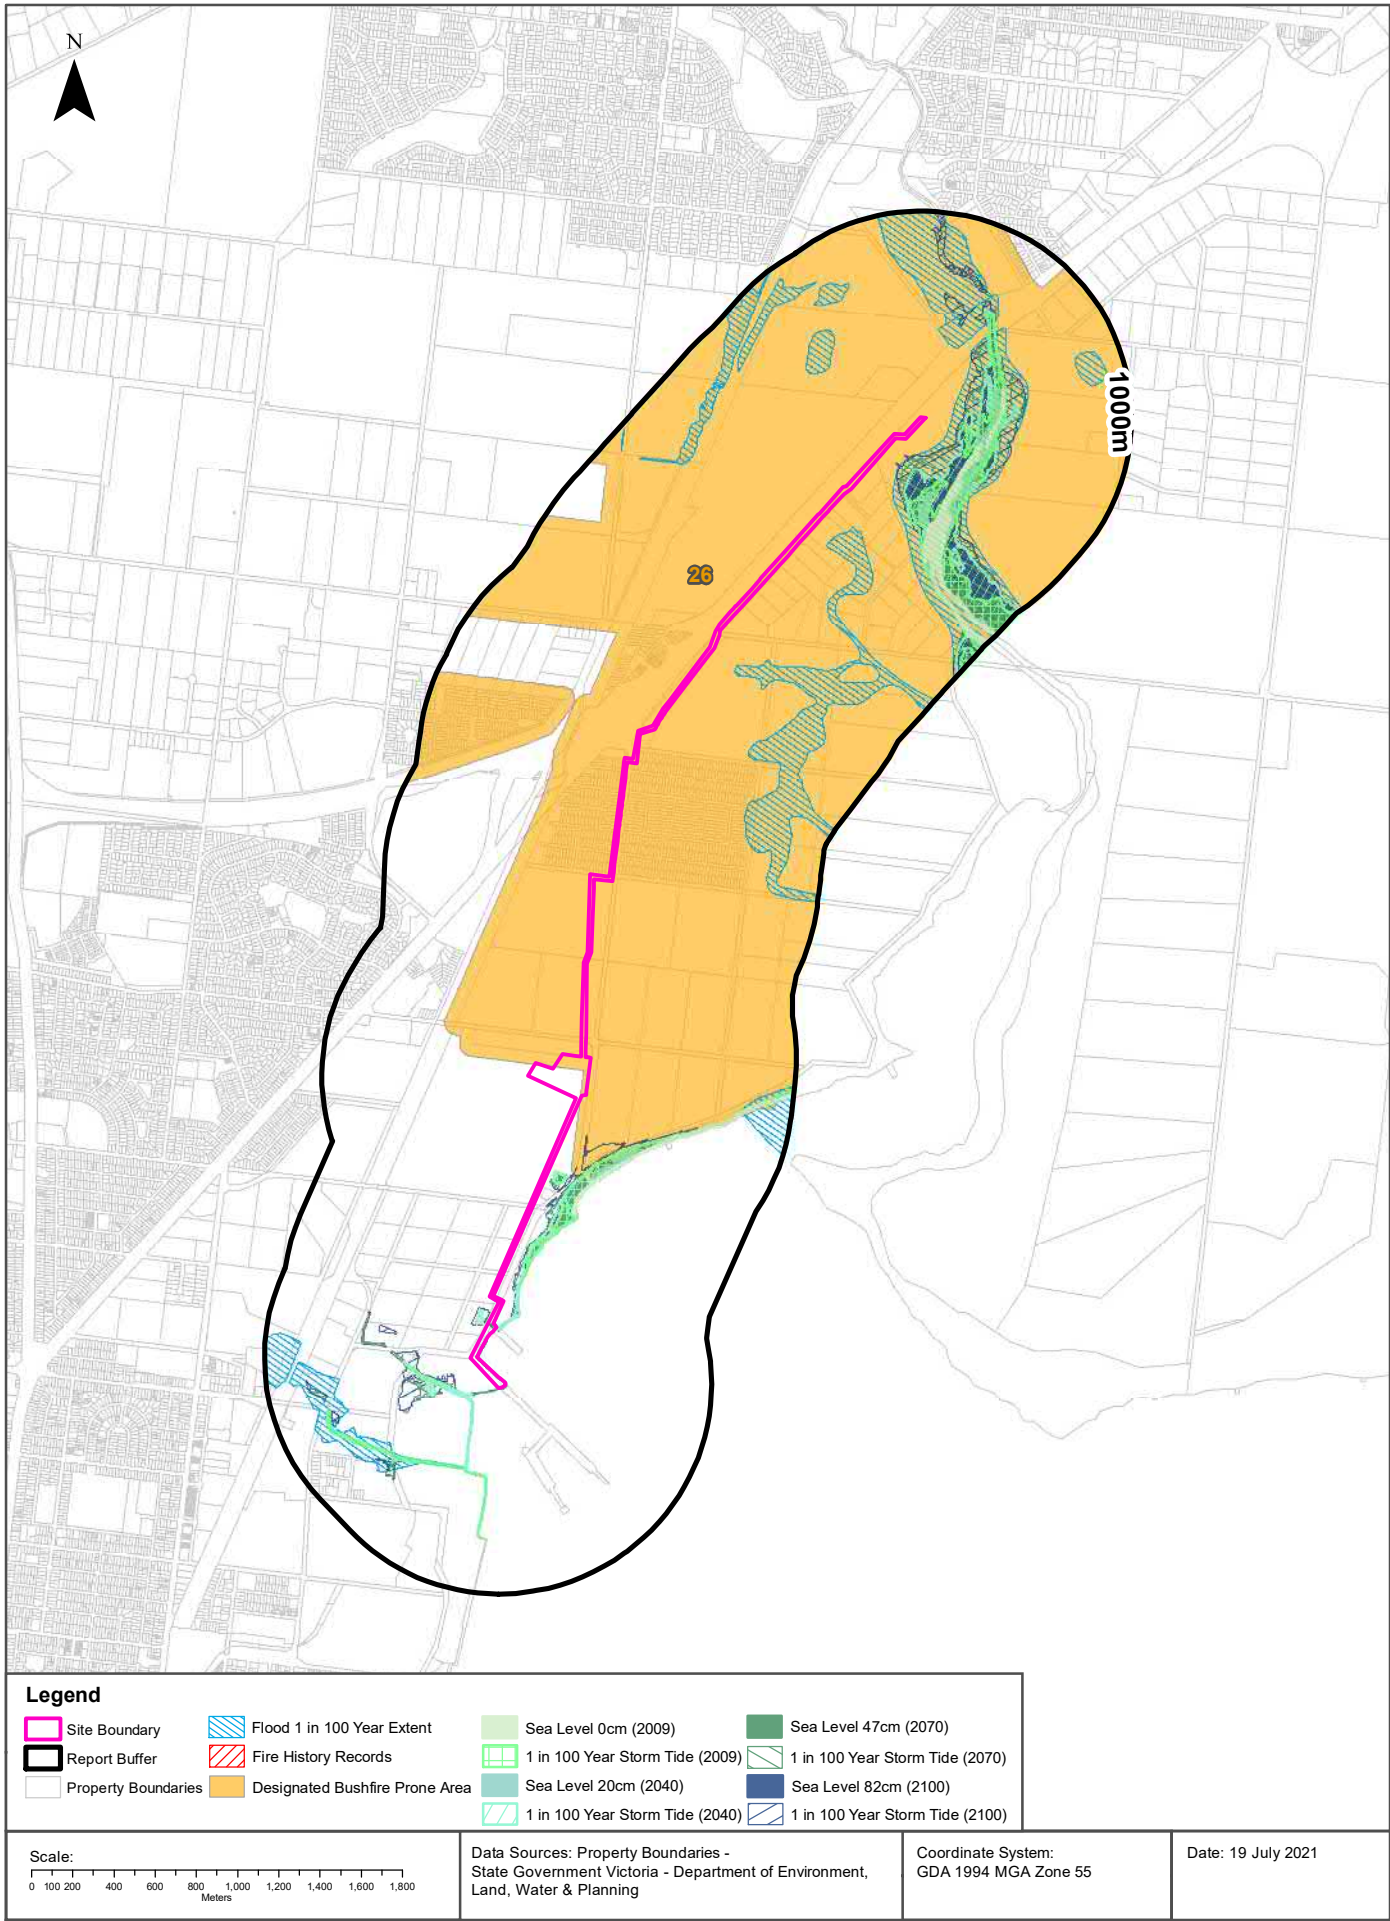 N
1000m
26
Legend
Site Boundary
Report Buffer
Property Boundaries
Flood 1 in 100 Year Extent
Fire History Records
Designated Bushfire Prone Area
Sea Level 0cm (2009)
1 in 100 Year Storm Tide (2009)
Sea Level 20cm (2040)
1 in 100 Year Storm Tide (2040)
Sea Level 47cm (2070)
1 in 100 Year Storm Tide (2070)
Sea Level 82cm (2100)
1 in 100 Year Storm Tide (2100)
Scale:
0 100 200 400 600 800 1,000 1,200 1,400 1,600 1,800
Meters
Data Sources: Property Boundaries -
State Government Victoria - Department of Environment,
Land, Water & Planning
Coordinate System:
GDA 1994 MGA Zone 55
Date: 19 July 2021